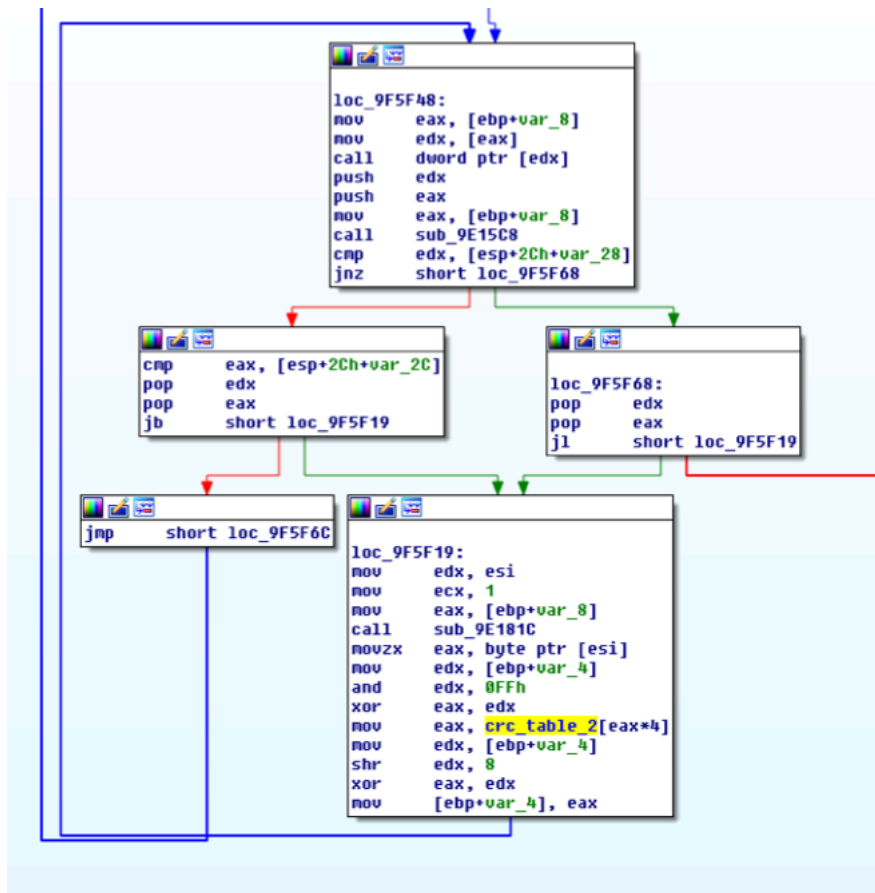 loc_9F5F48:
mov eax, [ebp+var_8]
mov edx, [eax]
call dword ptr [edx]
push edx
push eax
mov eax, [ebp+var_8]
call sub_9E15C8
cmp edx, [esp+2Ch+var_28]
jnz short loc_9F5F68
cmp eax, [esp+2Ch+var_2C]
pop edx
pop eax
jb short loc_9F5F19
loc_9F5F68:
pop edx
pop eax
jl short loc_9F5F19
jmp short loc_9F5F6C
loc_9F5F19:
mov edx, esi
mov ecx, 1
mov eax, [ebp+var_8]
call sub_9E181C
movzx eax, byte ptr [esi]
mov edx, [ebp+var_4]
and edx, 0FFh
xor eax, edx
mov eax, crc_table_2[eax*4]
mov edx, [ebp+var_4]
shr edx, 8
xor eax, edx
mov [ebp+var_4], eax